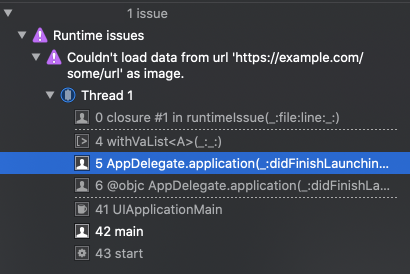 1 issue
Runtime issues
Couldn't load data from url 'https://example.com/
some/url' as image.
Thread 1
0 closure #1 in runtimeIssue(_:file:line:_:)
4 withVaList<A>(_:_:)
5 AppDelegate.application(_:didFinishLaunchin...
6 @objc AppDelegate.application(_:didFinishLa...
41 UIApplicationMain
42 main
43 start